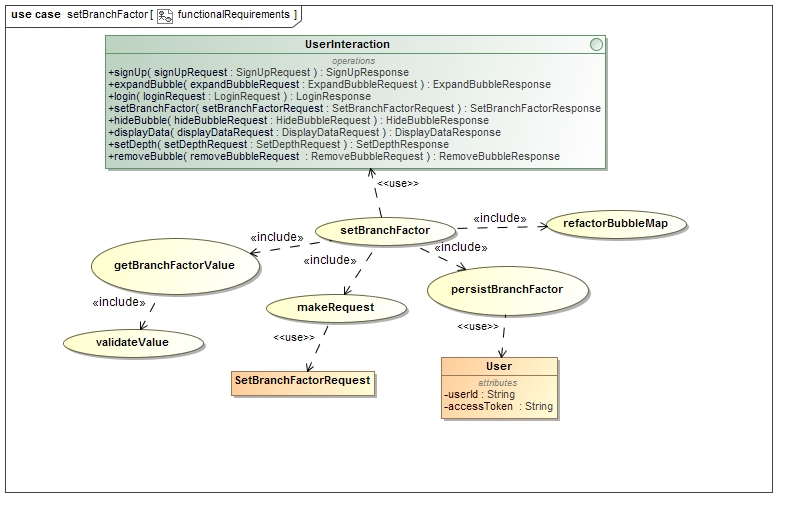 use case setBranchFactor [ functionalRequirements ]
UserInteraction
operations
+signUp( signUpRequest : SignUpRequest ) : SignUpResponse
+expandBubble( expandBubbleRequest : ExpandBubbleRequest ) : ExpandBubbleResponse
+login( loginRequest : LoginRequest ) : LoginResponse
+setBranchFactor( setBranchFactorRequest : SetBranchFactorRequest ) : SetBranchFactorResponse
+hideBubble( hideBubbleRequest : HideBubbleRequest ) : HideBubbleResponse
+displayData( displayDataRequest : DisplayDataRequest ) : DisplayDataResponse
+setDepth( setDepthRequest : SetDepthRequest ) : SetDepthResponse
+removeBubble( removeBubbleRequest : RemoveBubbleRequest ) : RemoveBubbleResponse
<<use>>
setBranchFactor
«include»
refactorBubbleMap
«include»
«include»
«include»
getBranchFactorValue
persistBranchFactor
«include»
makeRequest
<<use>>
<<use>>
validateValue
SetBranchFactorRequest
User
attributes
-userId : String
-accessToken : String